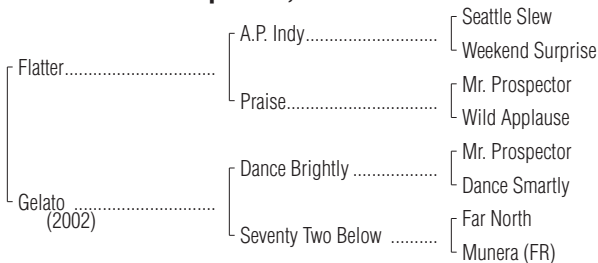 Seattle Slew
A.P. Indy..............................
Weekend Surprise
Flatter..................................
Mr. Prospector
Praise...................................
Wild Applause
Mr. Prospector
Dance Brightly ...................
Dance Smartly
Gelato ................................
(2002)
Far North
Seventy Two Below ..........
Munera (FR)